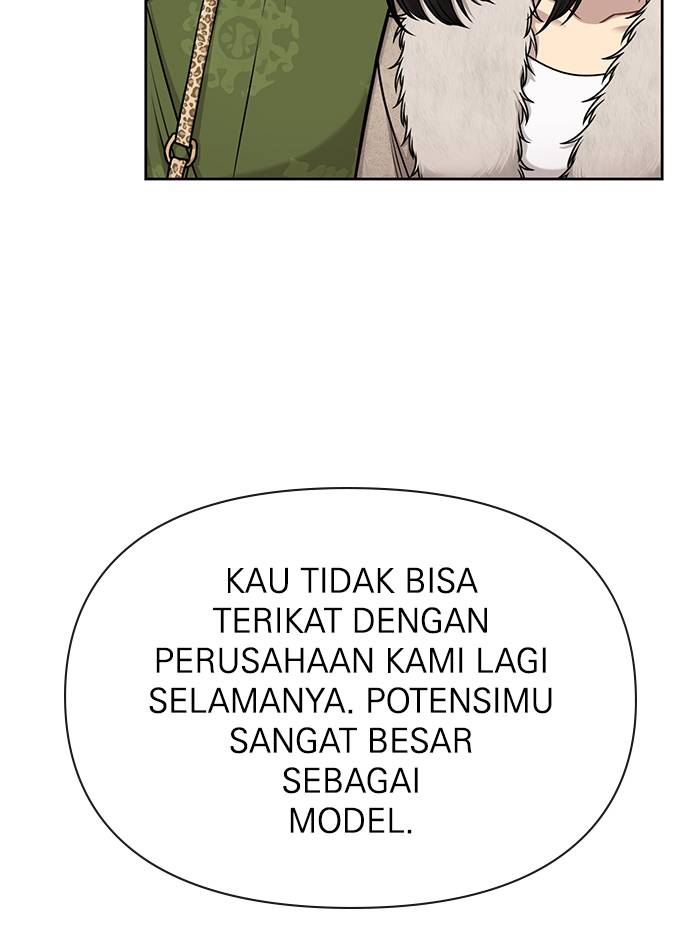 KAU TIDAK BISA
TERIKAT DENGAN
PERUSAHAAN KAMI LAGI
SELAMANYA. POTENSIMU
SANGAT BESAR
SEBAGAI
MODEL.